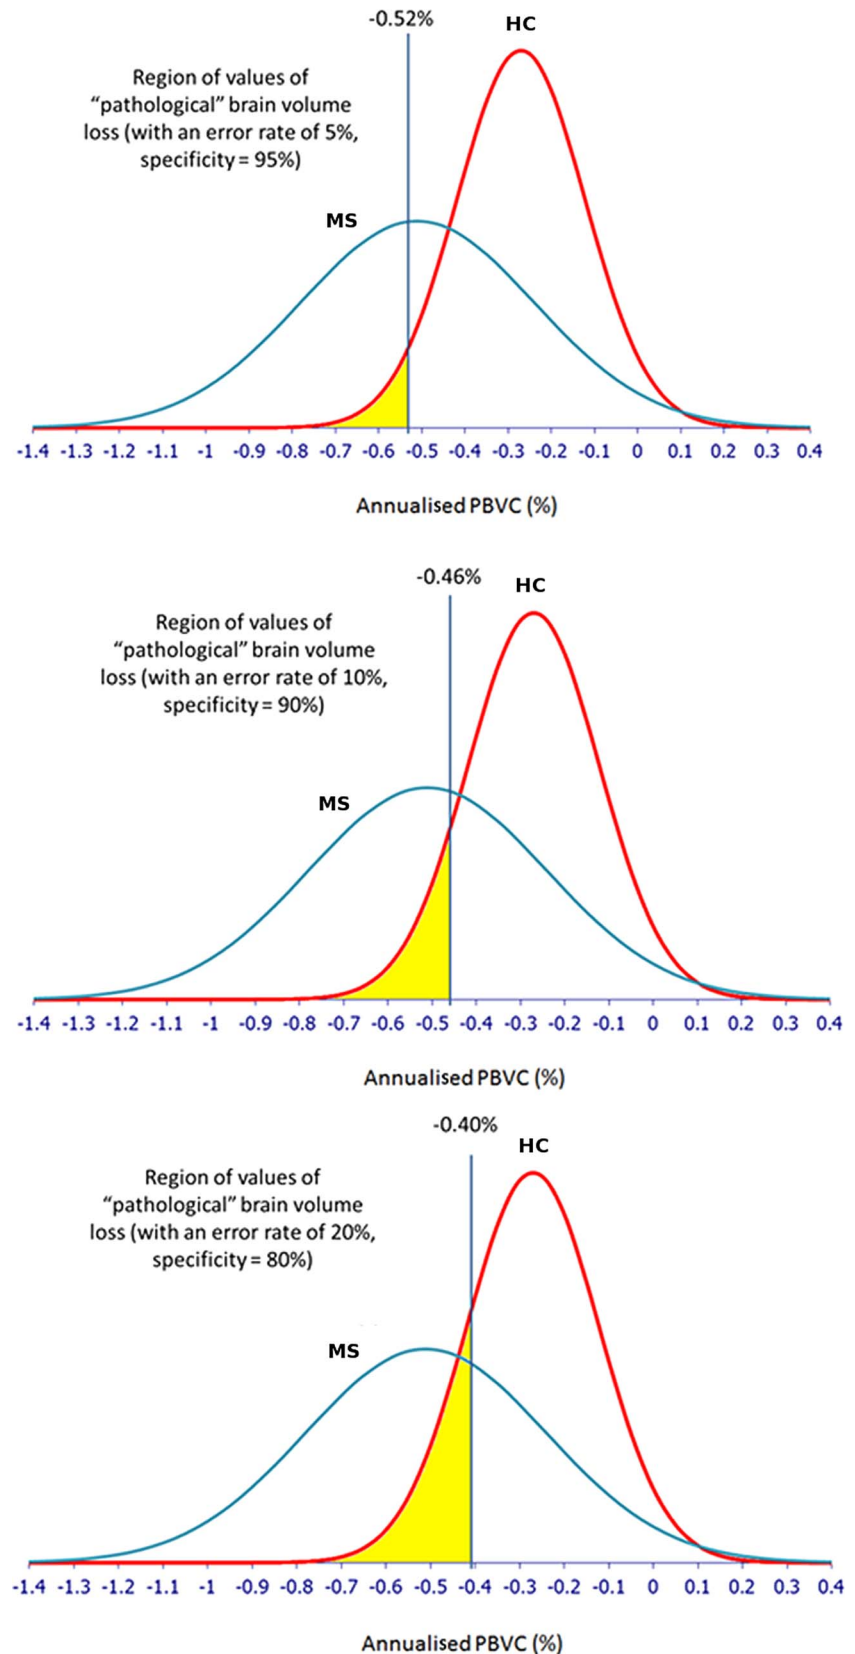 -0.52%
HC
Region of values of
“pathological” brain volume
loss (with an error rate of 5%,
specificity = 95%)
MS
-1.4 -1.3 -1.2 -1.1 -1 -0.9 -0.8 -0.7 -0.6 -0.5 -0.4 -0.3 -0.2 -0.1 0 0.1 0.2 0.3 0.4
Annualised PBVC (%)
-0.46%
HC
Region of values of
“pathological” brain volume
loss (with an error rate of 10%,
specificity = 90%)
MS
-1.4 -1.3 -1.2 -1.1 -1 -0.9 -0.8 -0.7 -0.6 -0.5 -0.4 -0.3 -0.2 -0.1 0 0.1 0.2 0.3 0.4
Annualised PBVC (%)
-0.40%
HC
Region of values of
“pathological” brain volume
loss (with an error rate of 20%,
specificity = 80%)
MS
-1.4 -1.3 -1.2 -1.1 -1 -0.9 -0.8 -0.7 -0.6 -0.5 -0.4 -0.3 -0.2 -0.1 0 0.1 0.2 0.3 0.4
Annualised PBVC (%)